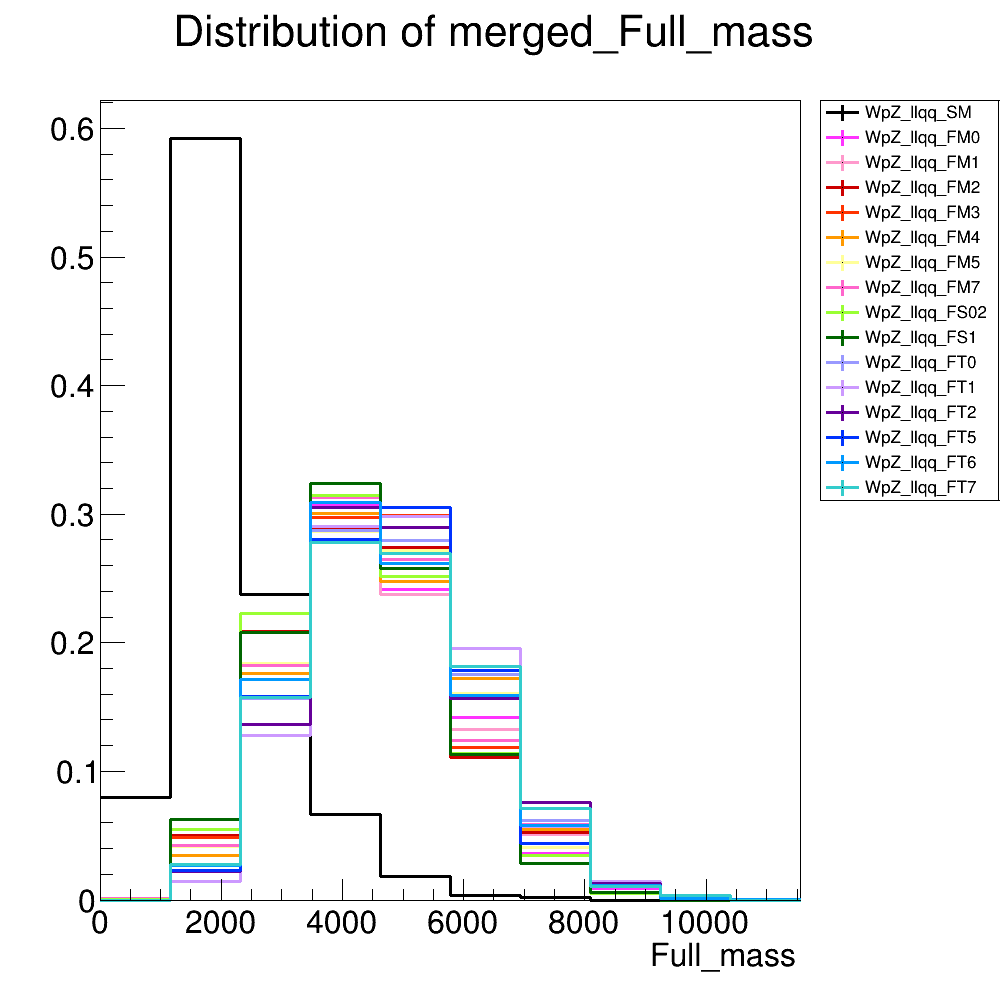 Distribution of merged_Full_mass
0.6
0.5
0.4
0.3
0.2
0.1
0
0 2000 4000 6000 8000 10000
Full_mass
WpZ_llqq_SM
WpZ_llqq_FM0
WpZ_llqq_FM1
WpZ_llqq_FM2
WpZ_llqq_FM3
WpZ_llqq_FM4
WpZ_llqq_FM5
WpZ_llqq_FM7
WpZ_llqq_FS02
WpZ_llqq_FS1
WpZ_llqq_FT0
WpZ_llqq_FT1
WpZ_llqq_FT2
WpZ_llqq_FT5
WpZ_llqq_FT6
WpZ_llqq_FT7